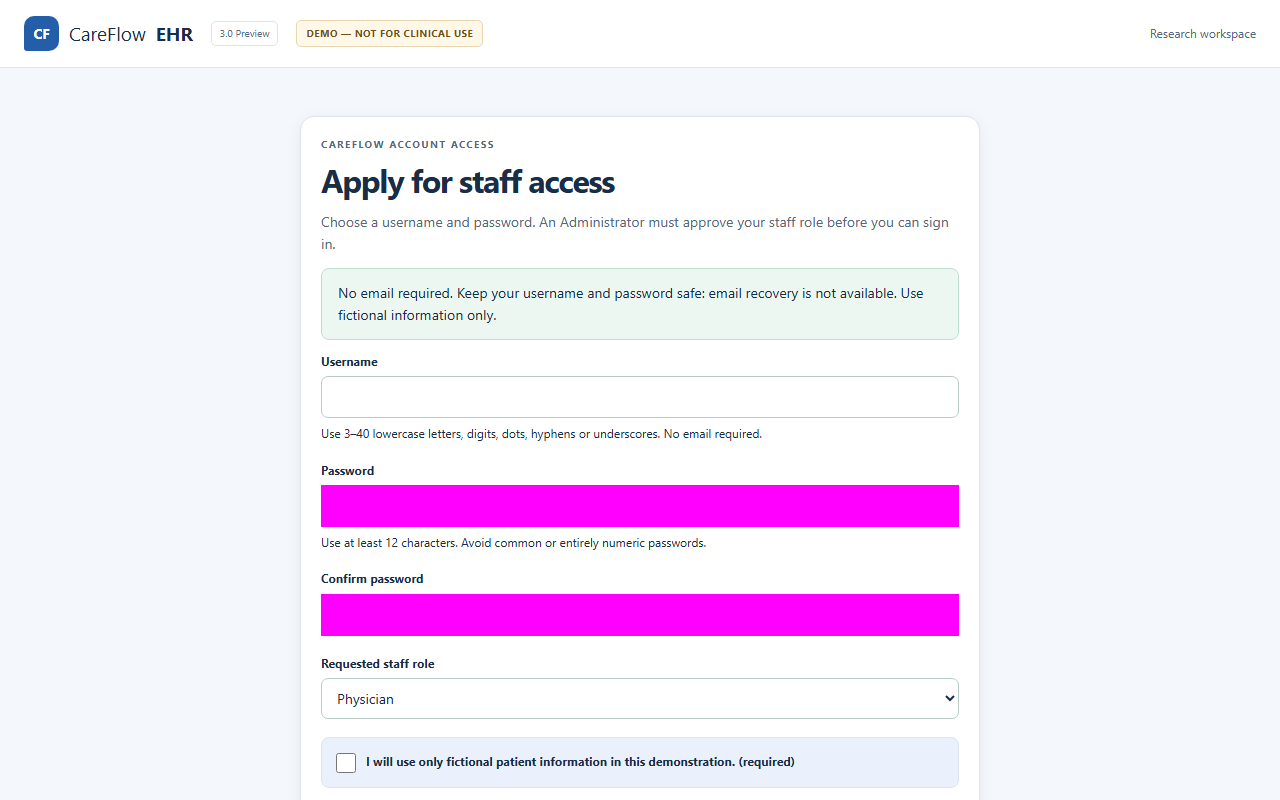 CF CareFlow EHR 3.0 Preview DEMO — NOT FOR CLINICAL USE Research workspace
CAREFLOW ACCOUNT ACCESS
Apply for staff access
Choose a username and password. An Administrator must approve your staff role before you can sign
in.
No email required. Keep your username and password safe: email recovery is not available. Use
fictional information only.
Username
Use 3–40 lowercase letters, digits, dots, hyphens or underscores. No email required.
Password
Use at least 12 characters. Avoid common or entirely numeric passwords.
Confirm password
Requested staff role
Physician
I will use only fictional patient information in this demonstration. (required)